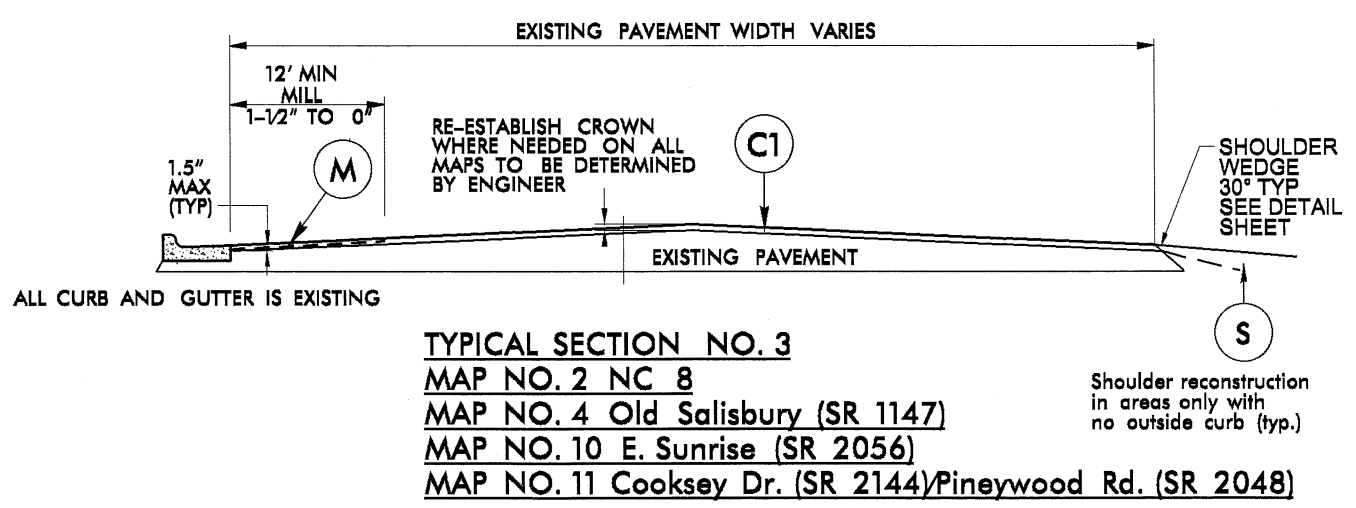 EXISTING PAVEMENT WIDTH VARIES
12' MIN
MILL
1-1/2" TO 0"
RE-ESTABLISH CROWN
WHERE NEEDED ON ALL
MAPS TO BE DETERMINED
BY ENGINEER
C1
SHOULDER
WEDGE
30° TYP
SEE DETAIL
SHEET
1.5"
MAX
(TYP)
M
EXISTING PAVEMENT
ALL CURB AND GUTTER IS EXISTING
S
Shoulder reconstruction
in areas only with
no outside curb (typ.)
TYPICAL SECTION NO. 3
MAP NO. 2 NC 8
MAP NO. 4 Old Salisbury (SR 1147)
MAP NO. 10 E. Sunrise (SR 2056)
MAP NO. 11 Cooksey Dr. (SR 2144)/Pineywood Rd. (SR 2048)